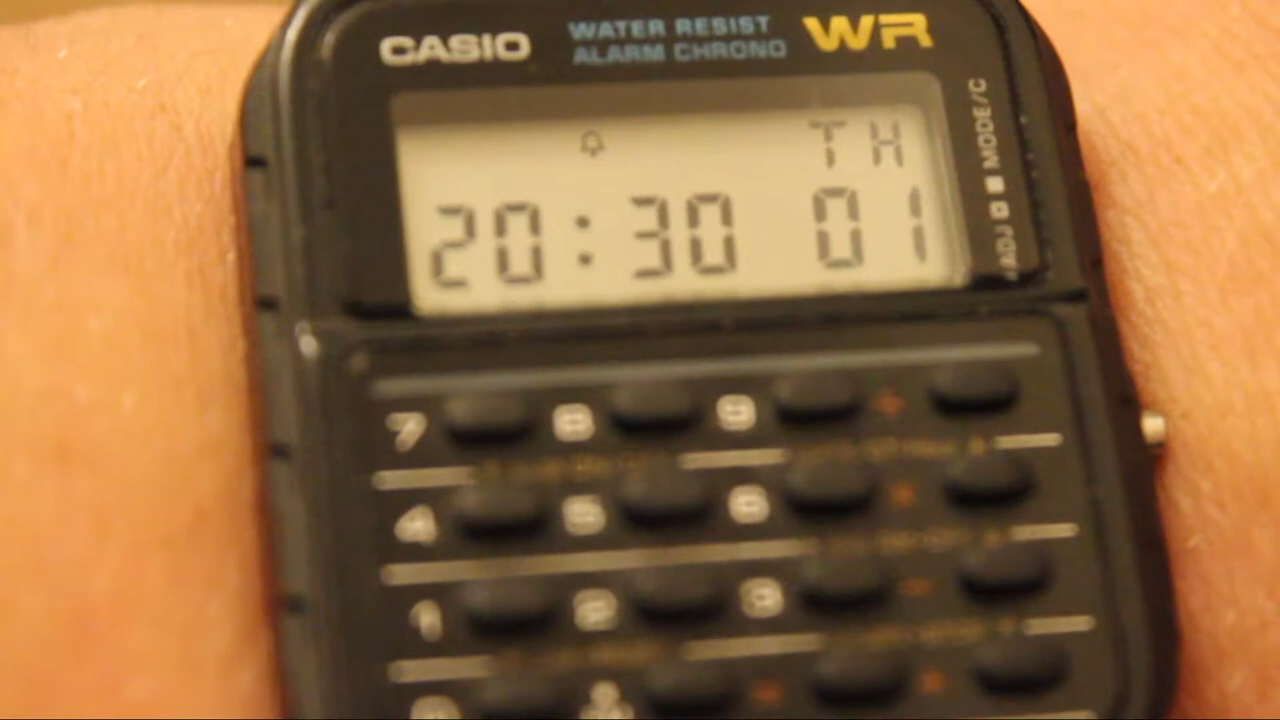 CASIO WATER RESIST WR
ALARM CHRONO
TH
20:30 01
ADJ MODE/C
7 8 9 ÷
4 5 6 ×
1 2 3 −